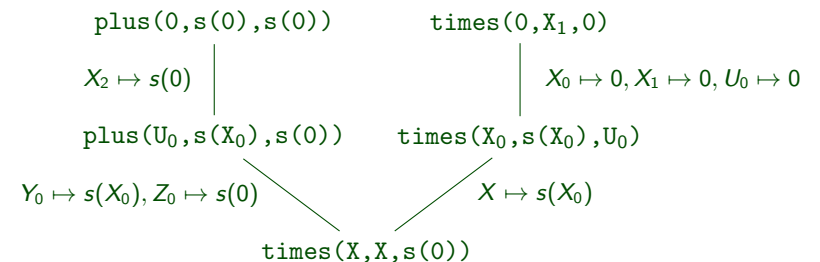 plus(0,s(0),s(0)) times(0,X₁,0)
X₂ ↦ s(0) X₀ ↦ 0, X₁ ↦ 0, U₀ ↦ 0
plus(U₀,s(X₀),s(0)) times(X₀,s(X₀),U₀)
Y₀ ↦ s(X₀), Z₀ ↦ s(0) X ↦ s(X₀)
times(X,X,s(0))